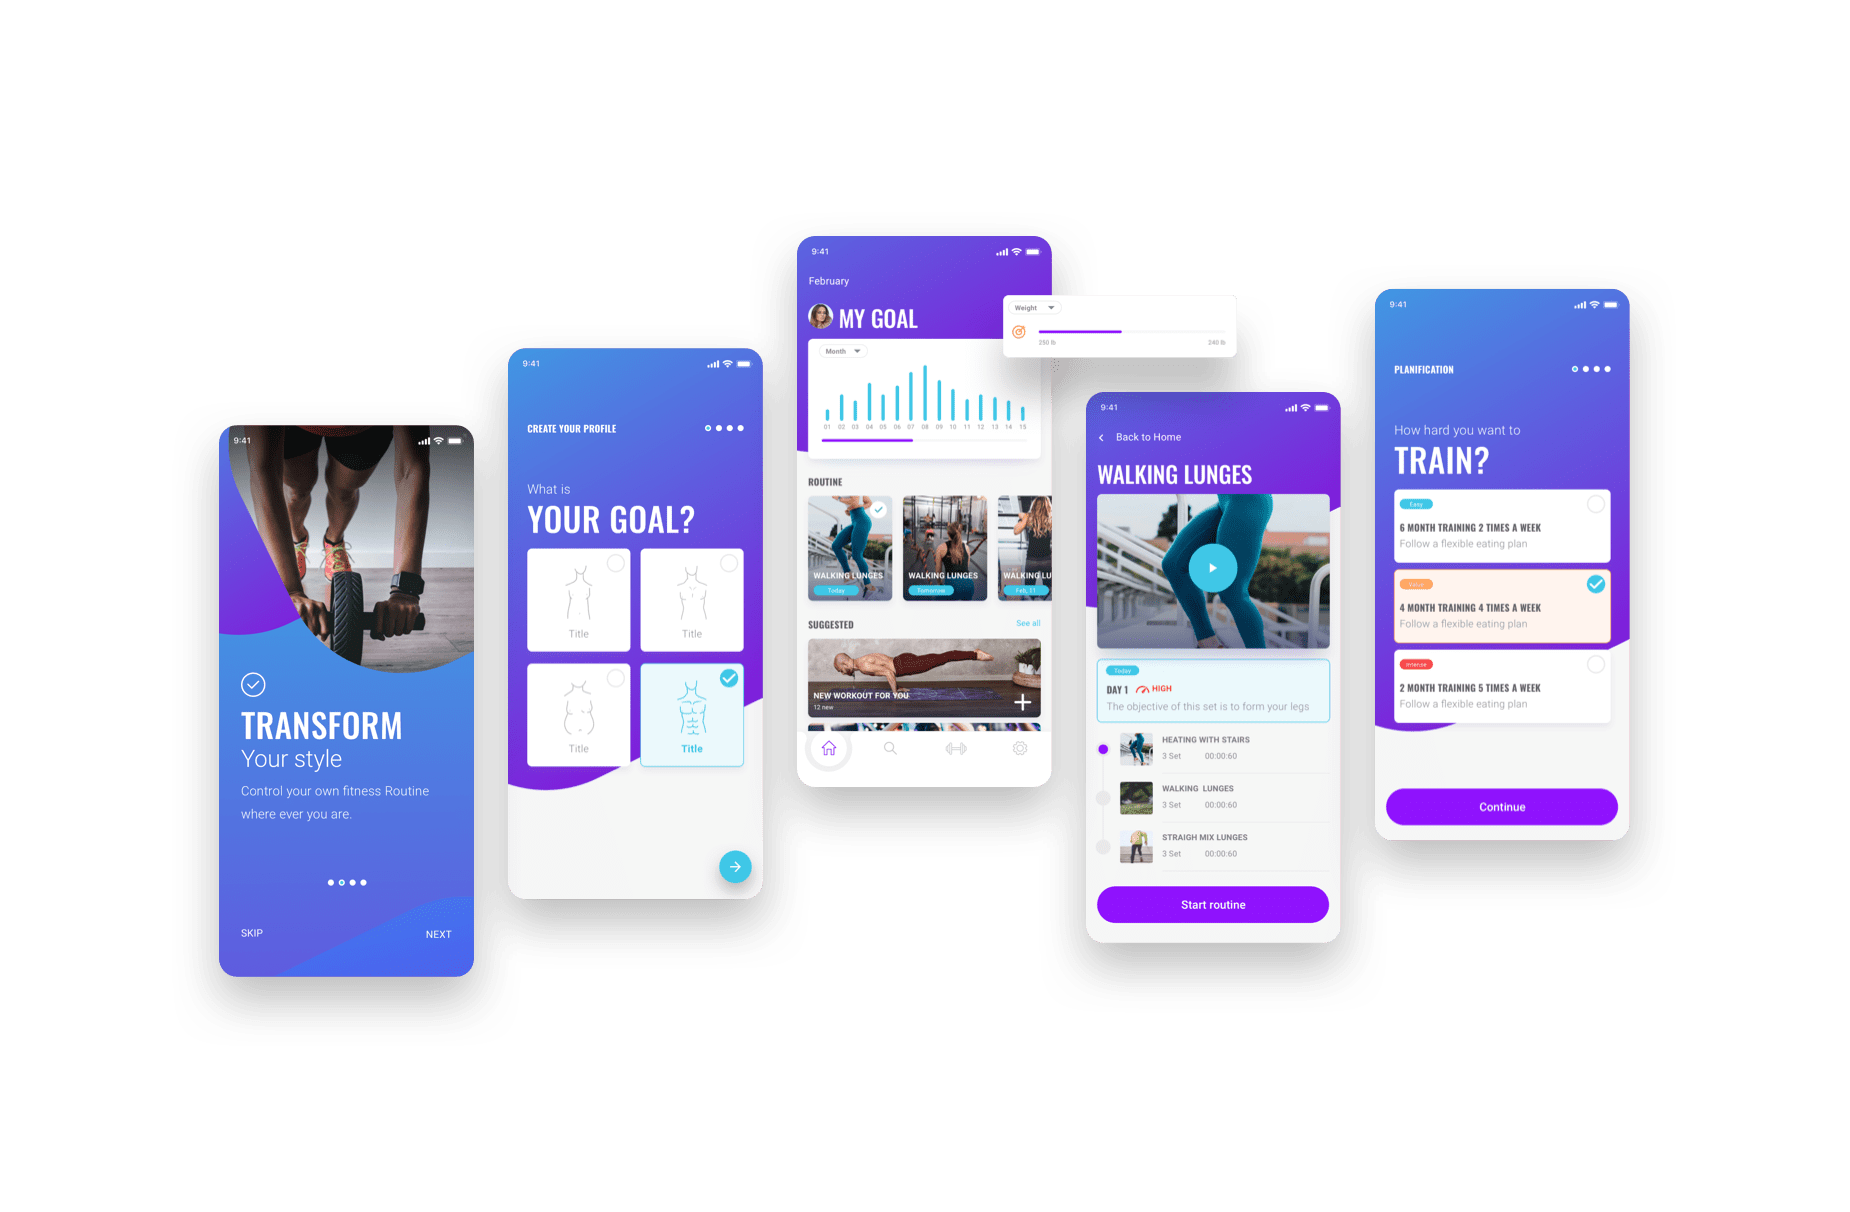 9:41
TRANSFORM
Your style
Control your own fitness Routine
where ever you are.
SKIP
NEXT
9:41
CREATE YOUR PROFILE
What is
YOUR GOAL?
Title
Title
Title
Title
9:41
February
MY GOAL
Month
01 02 03 04 05 06 07 08 09 10 11 12 13 14 15
ROUTINE
WALKING LUNGES
Today
WALKING LUNGES
Tomorrow
WALKING LU
Feb, 11
SUGGESTED
See all
NEW WORKOUT FOR YOU
12 new
Weight
250 lb
240 lb
9:41
Back to Home
WALKING LUNGES
Today
DAY 1 HIGH
The objective of this set is to form your legs
HEATING WITH STAIRS
3 Set 00:00:60
WALKING LUNGES
3 Set 00:00:60
STRAIGH MIX LUNGES
3 Set 00:00:60
Start routine
9:41
PLANIFICATION
How hard you want to
TRAIN?
Easy
6 MONTH TRAINING 2 TIMES A WEEK
Follow a flexible eating plan
4 MONTH TRAINING 4 TIMES A WEEK
Follow a flexible eating plan
Intense
2 MONTH TRAINING 5 TIMES A WEEK
Follow a flexible eating plan
Continue